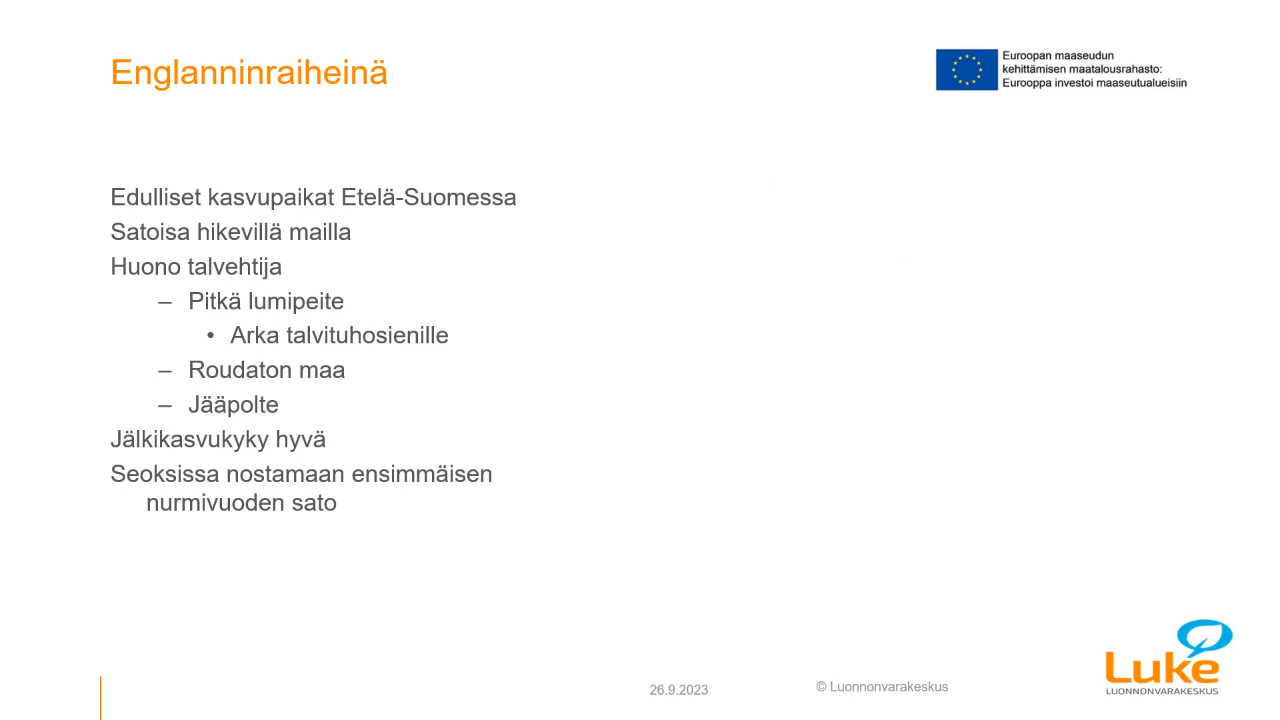 Englanninraiheinä
Euroopan maaseudun
kehittämisen maatalousrahasto:
Eurooppa investoi maaseutualueisiin
Edulliset kasvupaikat Etelä-Suomessa
Satoisa hikevillä mailla
Huono talvehtija
– Pitkä lumipeite
• Arka talvituhosienille
– Roudaton maa
– Jääpolte
Jälkikasvukyky hyvä
Seoksissa nostamaan ensimmäisen
nurmivuoden sato
26.9.2023
© Luonnonvarakeskus
Luke
LUONNONVARAKESKUS